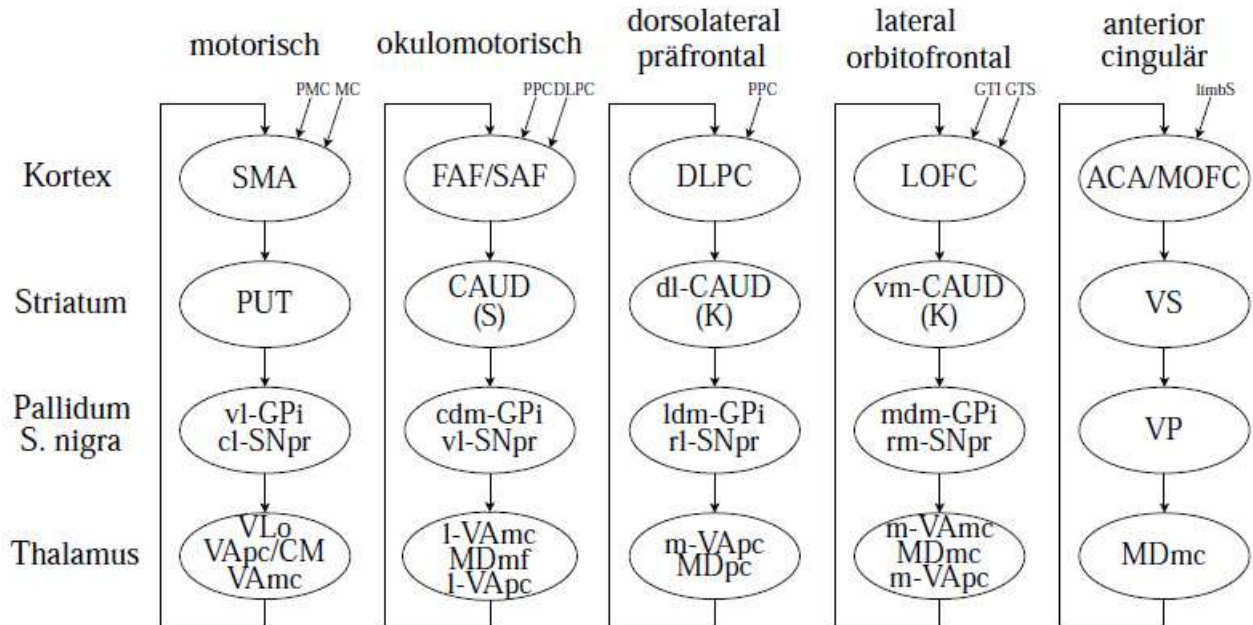 motorisch
okulomotorisch
dorsolateral
präfrontal
lateral
orbitofrontal
anterior
cingulär
PMC MC
PPC DLPC
PPC
GTI GTS
limbS
Kortex
SMA
FAF/SAF
DLPC
LOFC
ACA/MOFC
Striatum
PUT
CAUD
(S)
dl-CAUD
(K)
vm-CAUD
(K)
VS
Pallidum
S. nigra
vl-GPi
cl-SNpr
cdm-GPi
vl-SNpr
ldm-GPi
rl-SNpr
mdm-GPi
rm-SNpr
VP
Thalamus
VLo
VApc/CM
VAmc
l-VAmc
MDmf
l-VApc
m-VApc
MDpc
m-VAmc
MDmc
m-VApc
MDmc